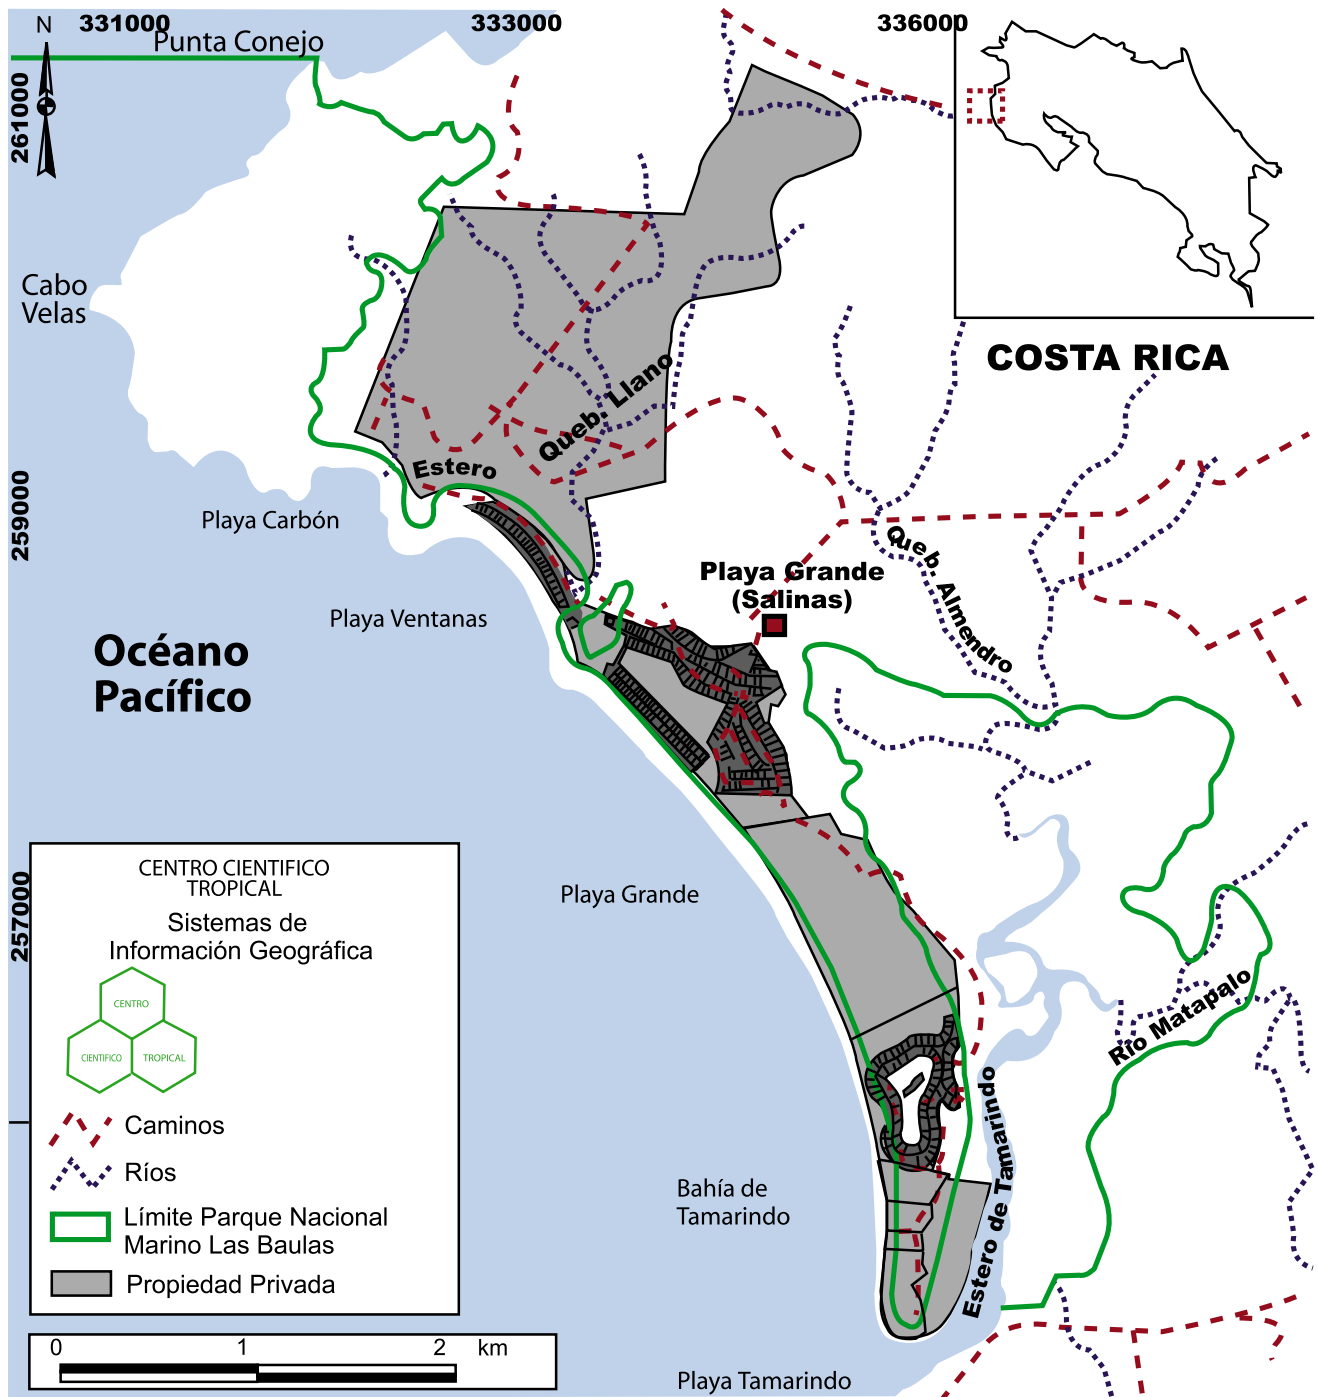 331000
333000
336000
N
Punta Conejo
261000
Cabo
Velas
COSTA RICA
Queb. Llano
Estero
259000
Playa Carbón
Queb. Almendro
Playa Grande
(Salinas)
Playa Ventanas
Océano
Pacífico
257000
Playa Grande
CENTRO CIENTIFICO
TROPICAL
Sistemas de
Información Geográfica
CENTRO
CIENTIFICO
TROPICAL
Río Matapalo
Caminos
Ríos
Límite Parque Nacional
Marino Las Baulas
Propiedad Privada
Bahía de
Tamarindo
Estero de Tamarindo
0 1 2 km
Playa Tamarindo